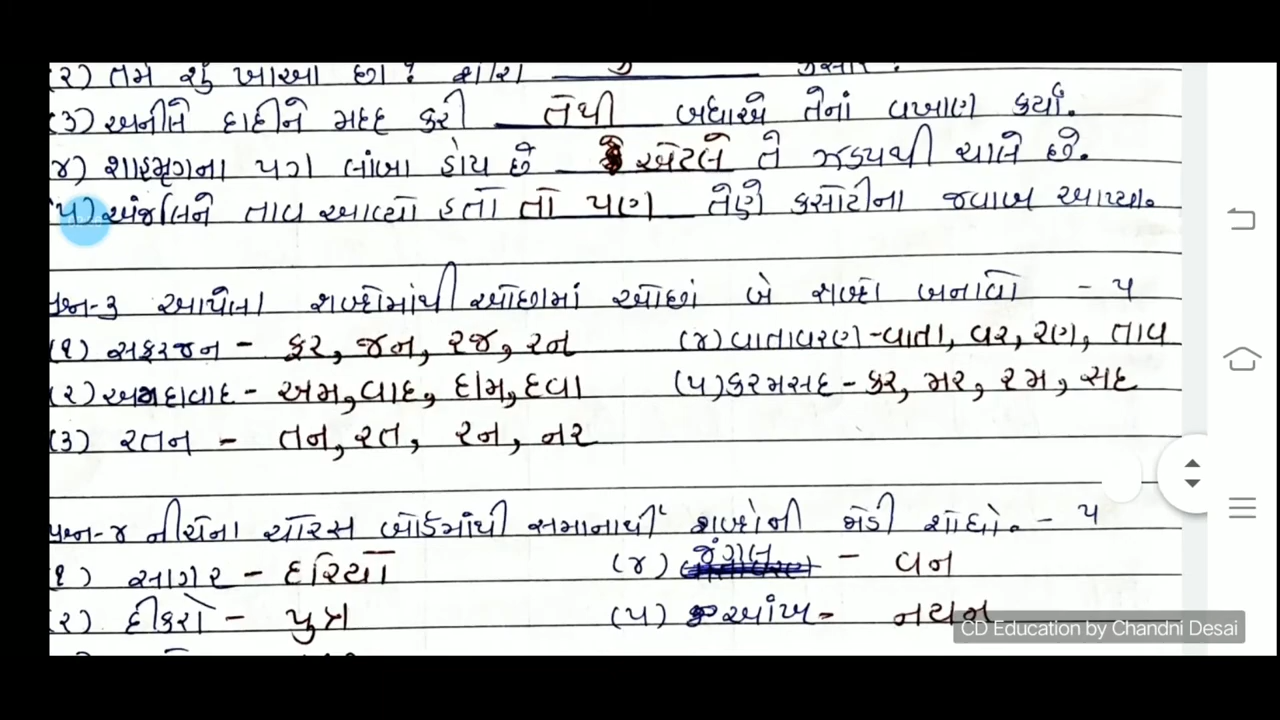 (૨) તમે શું ખાઓ છો?
(૩) અનીલે દાદીને મદદ કરી તેથી બધાએ તેનાં વખાણ કર્યાં.
૪) શાહમૃગના પગ લાંબા હોય છે એટલે તે ઝડપથી ચાલે છે.
૫) અંજલિને તાવ આવ્યો હતો તો પણ તેણે કસોટીના જવાબ આપ્યા.
પ્રશ્ન-૩ આપેલા શબ્દોમાંથી ઓછામાં ઓછાં બે શબ્દો બનાવો - ૫
(૧) સફરજન - ફર, જન, રજ, રન (૪) વાતાવરણ - વાતા, વર, રણ, તાવ
(૨) અમદાવાદ - અમ, વાદ, દામ, દવા (૫) કરમસદ - કર, મર, રમ, સદ
(૩) રતન - તન, રત, રન, નર
પ્રશ્ન-૪ નીચેના ચોરસ બોર્ડમાંથી સમાનાર્થી શબ્દોની જોડી શોધો. - ૫
(૧) સાગર - દરિયો (૪) જંગલ - વન
(૨) દીકરો - પુત્ર (૫) આંખ - નયન
CD Education by Chandni Desai